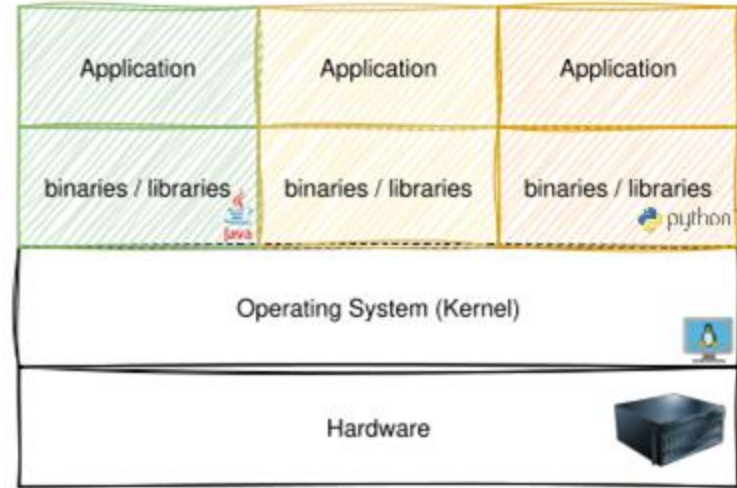 Application
Application
Application
binaries / libraries
binaries / libraries
binaries / libraries
Java
python
Operating System (Kernel)
Hardware